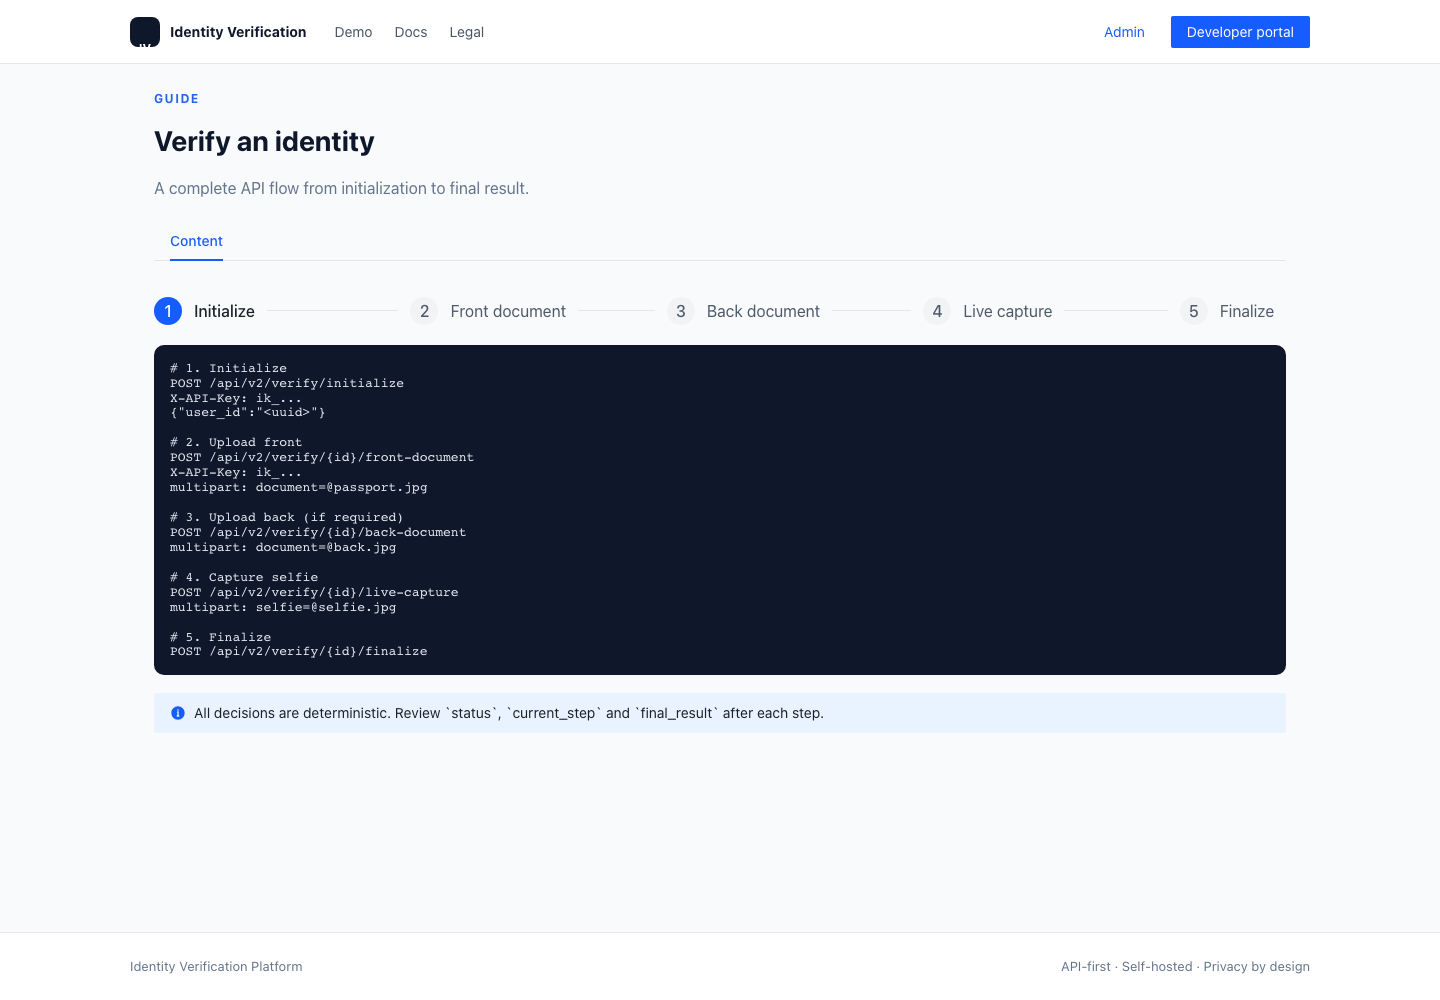 Identity Verification
Demo
Docs
Legal
Admin
Developer portal
GUIDE
Verify an identity
A complete API flow from initialization to final result.
Content
1 Initialize
2 Front document
3 Back document
4 Live capture
5 Finalize
# 1. Initialize
POST /api/v2/verify/initialize
X-API-Key: ik_...
{"user_id":"<uuid>"}
# 2. Upload front
POST /api/v2/verify/{id}/front-document
X-API-Key: ik_...
multipart: document=@passport.jpg
# 3. Upload back (if required)
POST /api/v2/verify/{id}/back-document
multipart: document=@back.jpg
# 4. Capture selfie
POST /api/v2/verify/{id}/live-capture
multipart: selfie=@selfie.jpg
# 5. Finalize
POST /api/v2/verify/{id}/finalize
All decisions are deterministic. Review `status`, `current_step` and `final_result` after each step.
Identity Verification Platform
API-first · Self-hosted · Privacy by design